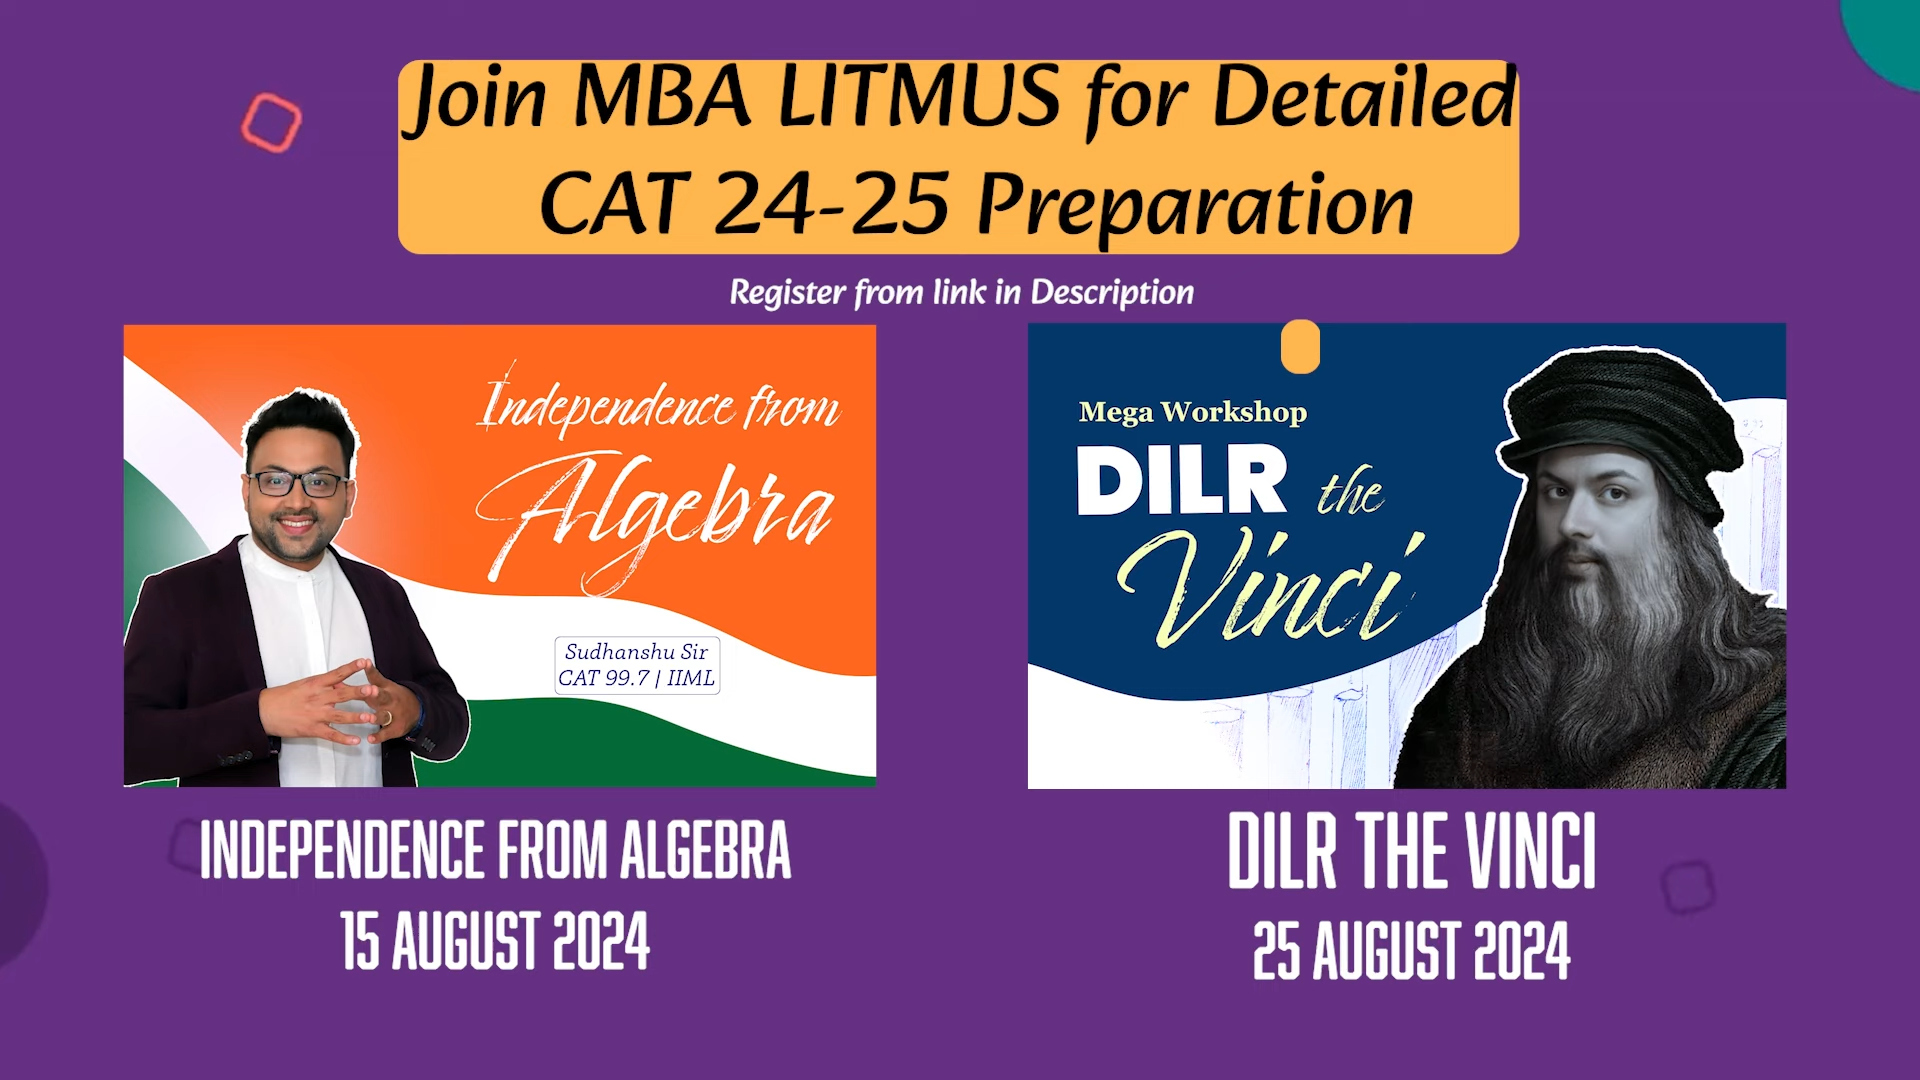 Join MBA LITMUS for Detailed
CAT 24-25 Preparation
Register from link in Description
Independence from
Algebra
Sudhanshu Sir
CAT 99.7 | IIML
INDEPENDENCE FROM ALGEBRA
15 AUGUST 2024
Mega Workshop
DILR the
Vinci
DILR THE VINCI
25 AUGUST 2024